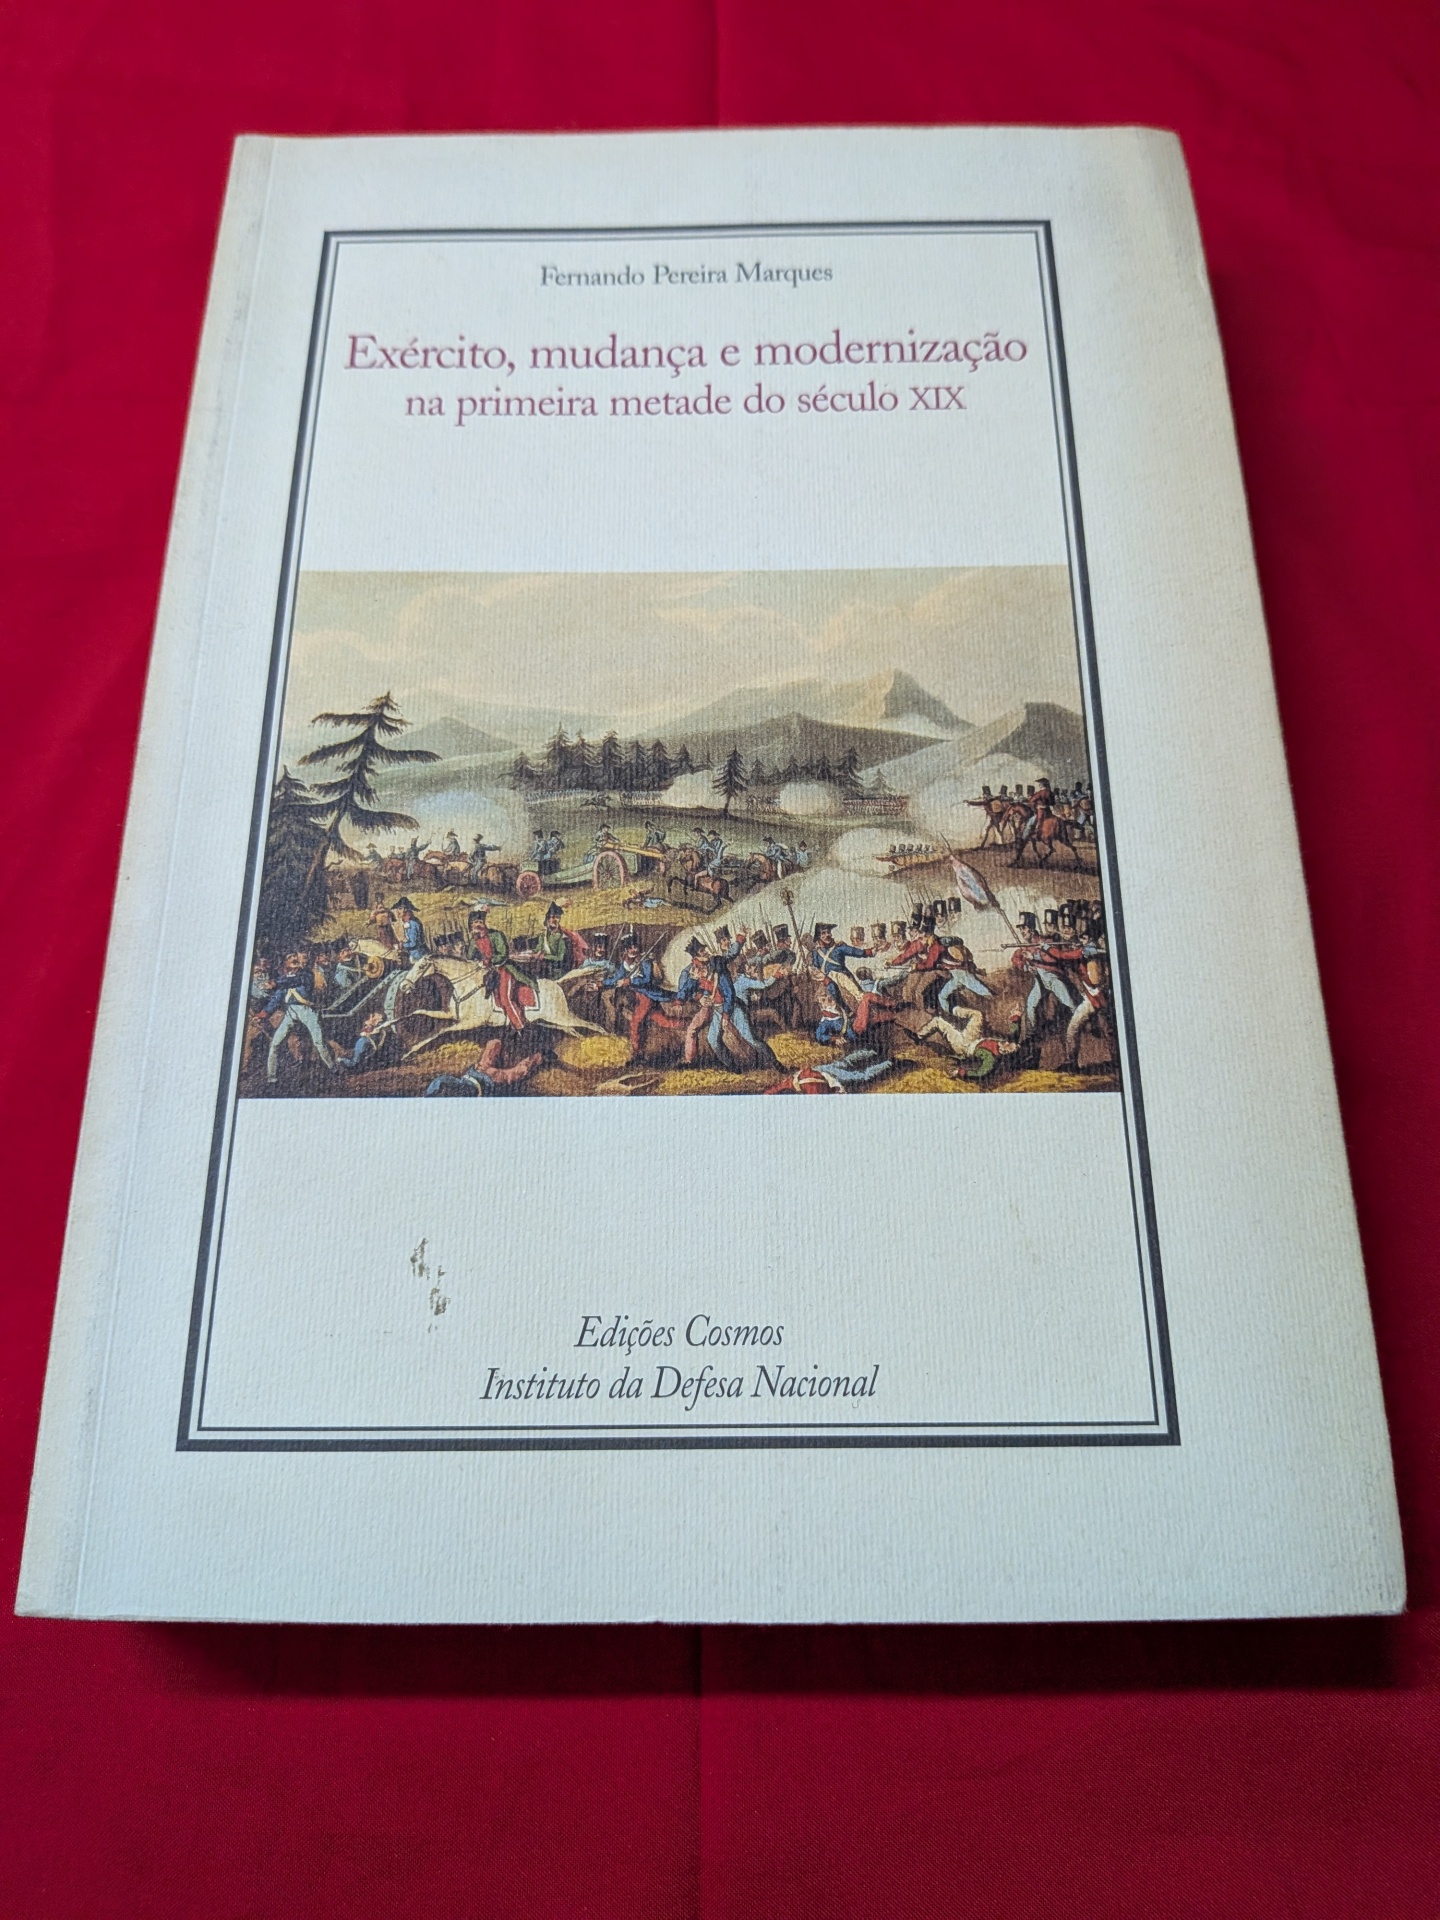 Fernando Pereira Marques
Exército, mudança e modernização
na primeira metade do século XIX
Edições Cosmos
Instituto da Defesa Nacional